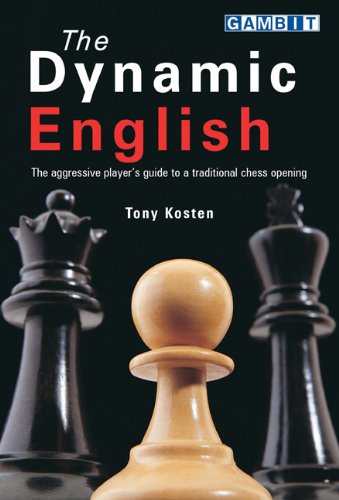 GAMBIT
The
Dynamic
English
The aggressive player's guide to a traditional chess opening
Tony Kosten